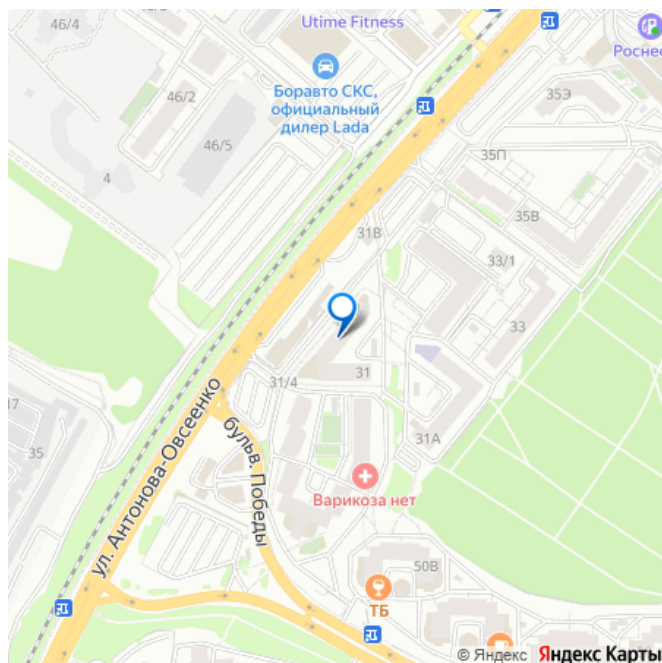 46/4
Utime Fitness
Роснеф
46/2
Боравто СКС,
официальный
дилер Lada
35Э
46/5
35П
4
35В
31В
33/1
33
31
31/4
17
35
ул. Антонова-Овсеенко
бульв. Победы
31А
Варикоза нет
50В
ТБ
© Яндекс Яндекс Карты